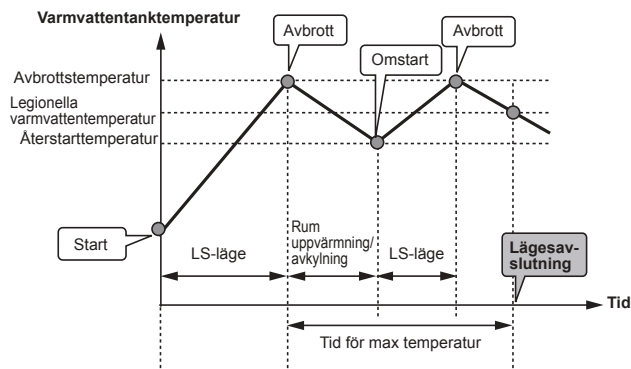 Varmvattentanktemperatur
Avbrott
Avbrott
Omstart
Avbrottstemperatur
Legionella
varmvattentemperatur
Återstarttemperatur
Start
LS-läge
Rum
uppvärmning/
avkylning
LS-läge
Lägesav-
slutning
Tid
Tid för max temperatur